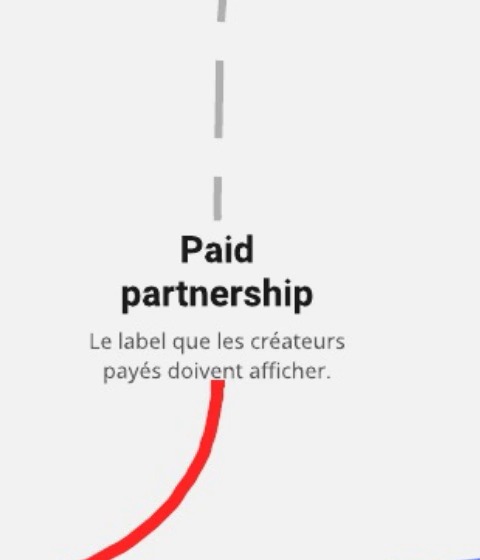 Paid
partnership
Le label que les créateurs
payés doivent afficher.